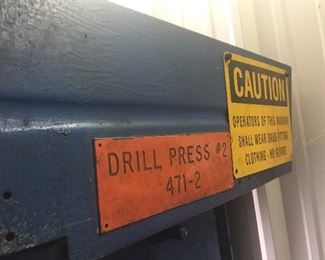 DRILL PRESS #2
471-2
CAUTION
OPERATORS OF THIS MACHINE
SHALL WEAR SNUG FITTING
CLOTHING - NO GLOVES